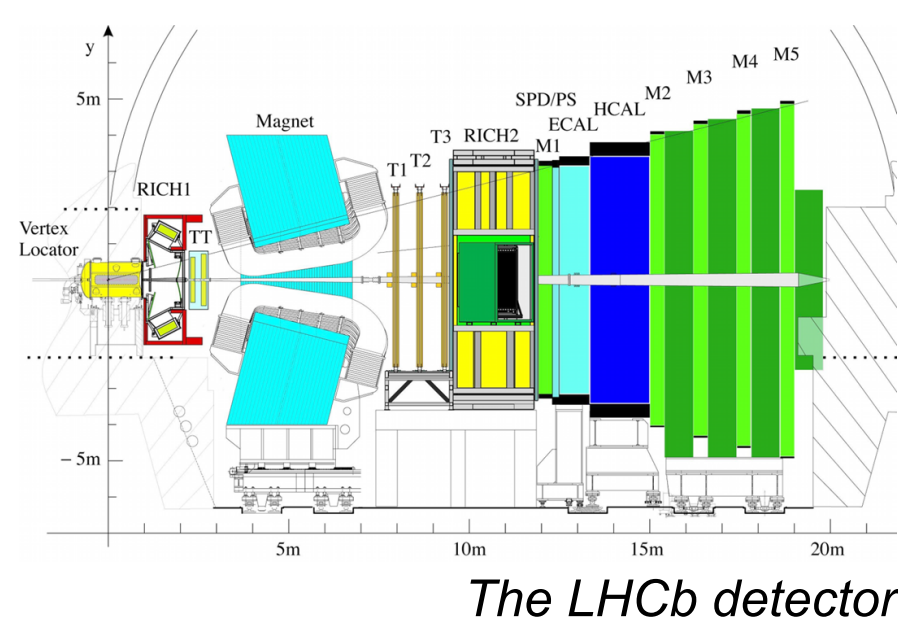 y
5m
Magnet
RICH1
TT
Vertex
Locator
T1
T2
T3
RICH2
SPD/PS
M1
ECAL
HCAL
M2
M3
M4
M5
− 5m
5m
10m
15m
20m
The LHCb detector